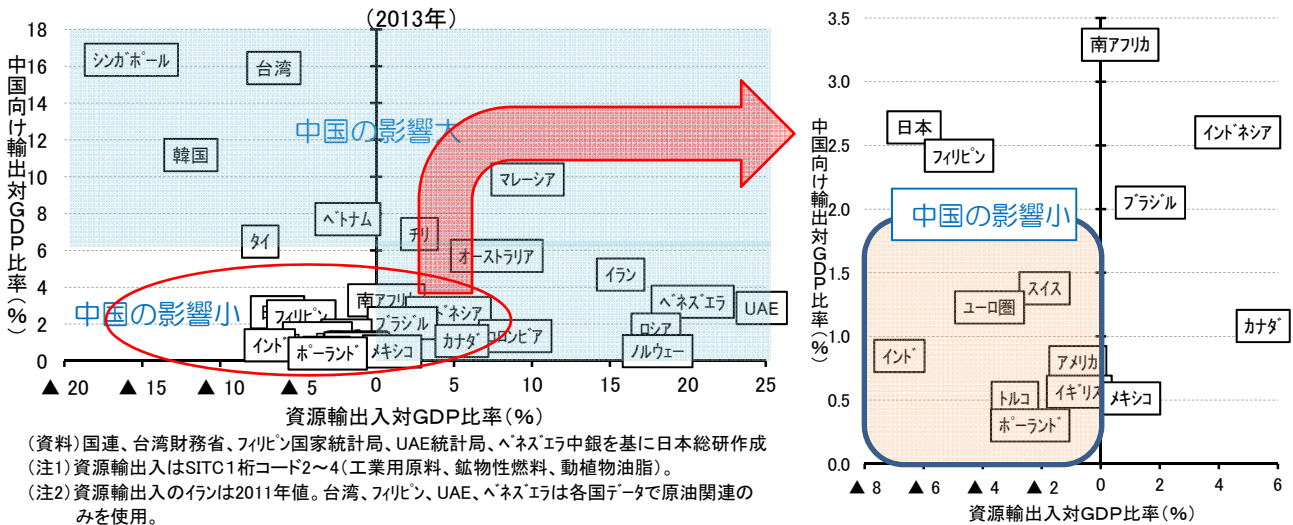 (2013年)
中国向け輸出対GDP比率(%)
18
16
14
12
10
8
6
4
2
0
シンガポール
台湾
中国の影響大
韓国
マレーシア
ベトナム
チリ
タイ
オーストラリア
イラン
中国の影響小
南アフリカ
ベネズエラ
UAE
フィリピン
ブラジル
ドネシア
ロシア
インド
カナダ
コロンビア
ポーランド
メキシコ
ノルウェー
▲ 20
▲ 15
▲ 10
▲ 5
0
5
10
15
20
25
資源輸出入対GDP比率(%)
(資料)国連、台湾財務省、フィリピン国家統計局、UAE統計局、ベネズエラ中銀を基に日本総研作成
(注1)資源輸出入はSITC1桁コード2~4(工業用原料、鉱物性燃料、動植物油脂)。
(注2)資源輸出入のイランは2011年値。台湾、フィリピン、UAE、ベネズエラは各国データで原油関連の
みを使用。
中国向け輸出対GDP比率(%)
3.5
3.0
2.5
2.0
1.5
1.0
0.5
0.0
南アフリカ
日本
インドネシア
フィリピン
ブラジル
中国の影響小
スイス
ユーロ圏
カナダ
インド
アメリカ
イギリス
トルコ
メキシコ
ポーランド
▲ 8
▲ 6
▲ 4
▲ 2
0
2
4
6
資源輸出入対GDP比率(%)